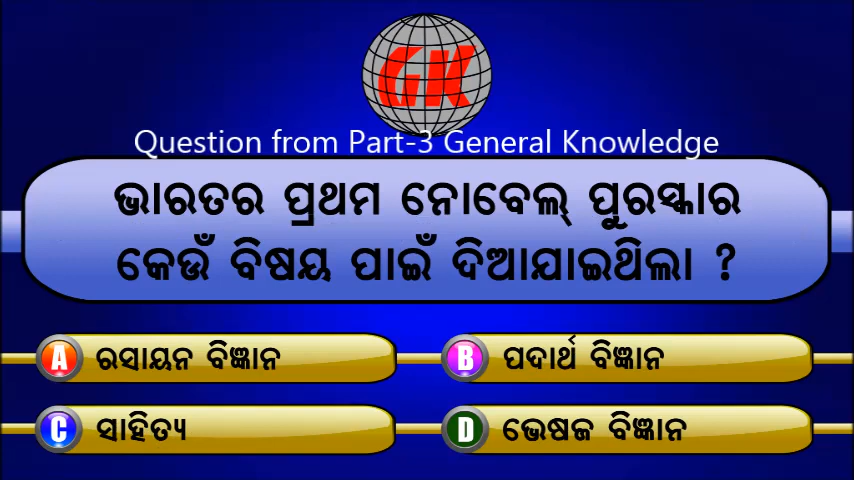 GK
Question from Part-3 General Knowledge
ଭାରତର ପ୍ରଥମ ନୋବେଲ୍ ପୁରସ୍କାର
କେଉଁ ବିଷୟ ପାଇଁ ଦିଆଯାଇଥିଲା ?
A ରସାୟନ ବିଜ୍ଞାନ
B ପଦାର୍ଥ ବିଜ୍ଞାନ
C ସାହିତ୍ୟ
D ଭେଷଜ ବିଜ୍ଞାନ